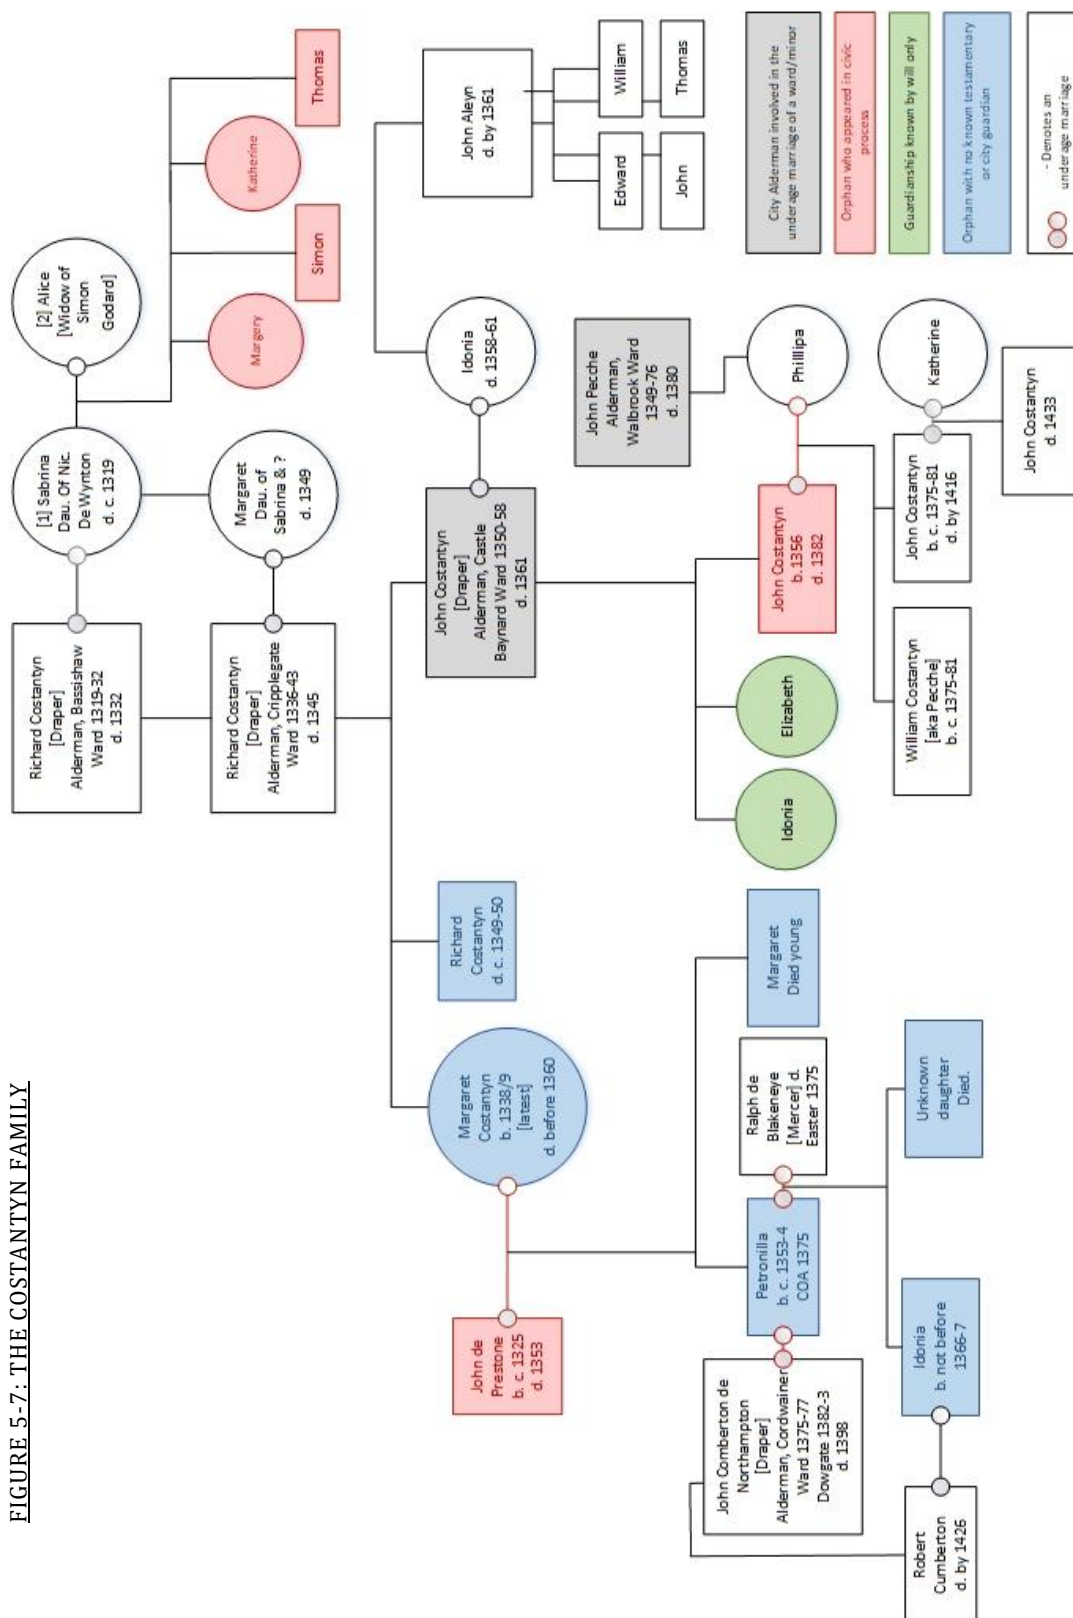 FIGURE 5-7: THE COSTANTYN FAMILY
Richard Costantyn
[Draper]
Alderman, Bassishaw
Ward 1319-32
d. 1332
[1] Sabrina
Dau. Of Nic.
De Wynton
d. c. 1319
[2] Alice
[Widow of
Simon
Godard]
Richard Costantyn
[Draper]
Alderman, Cripplegate
Ward 1336-43
d. 1345
Margaret
Dau. of
Sabrina & ?
d. 1349
Margery
Simon
Katherine
Thomas
Margaret
Costantyn
b. 1338/9
[latest]
d. before 1360
Richard
Costantyn
d. c. 1349-50
John Costantyn
[Draper]
Alderman, Castle
Baynard Ward 1350-58
d. 1361
Idonia
d. 1358-61
John Aleyn
d. by 1361
Edward
William
John
Thomas
John de
Prestone
b. c. 1325
d. 1353
John Pecche
Alderman,
Walbrook Ward
1349-76
d. 1380
John Comberton de
Northampton
[Draper]
Alderman, Cordwainer
Ward 1375-77
Dowgate 1382-3
d. 1398
Petronilla
b. c. 1353-4
COA 1375
Ralph de
Blakeneye
[Mercer] d.
Easter 1375
Margaret
Died young
Idonia
Elizabeth
John Costantyn
b. 1356
d. 1382
Phillipa
Robert
Cumberton
d. by 1426
Idonia
b. not before
1366-7
Unknown
daughter
Died.
William Costantyn
[aka Pecche]
b. c. 1375-81
John Costantyn
b. c. 1375-81
d. by 1416
Katherine
John Costantyn
d. 1433
City Alderman involved in the
underage marriage of a ward/minor
Orphan who appeared in civic
process
Guardianship known by will only
Orphan with no known testamentary
or city guardian
- Denotes an
underage marriage